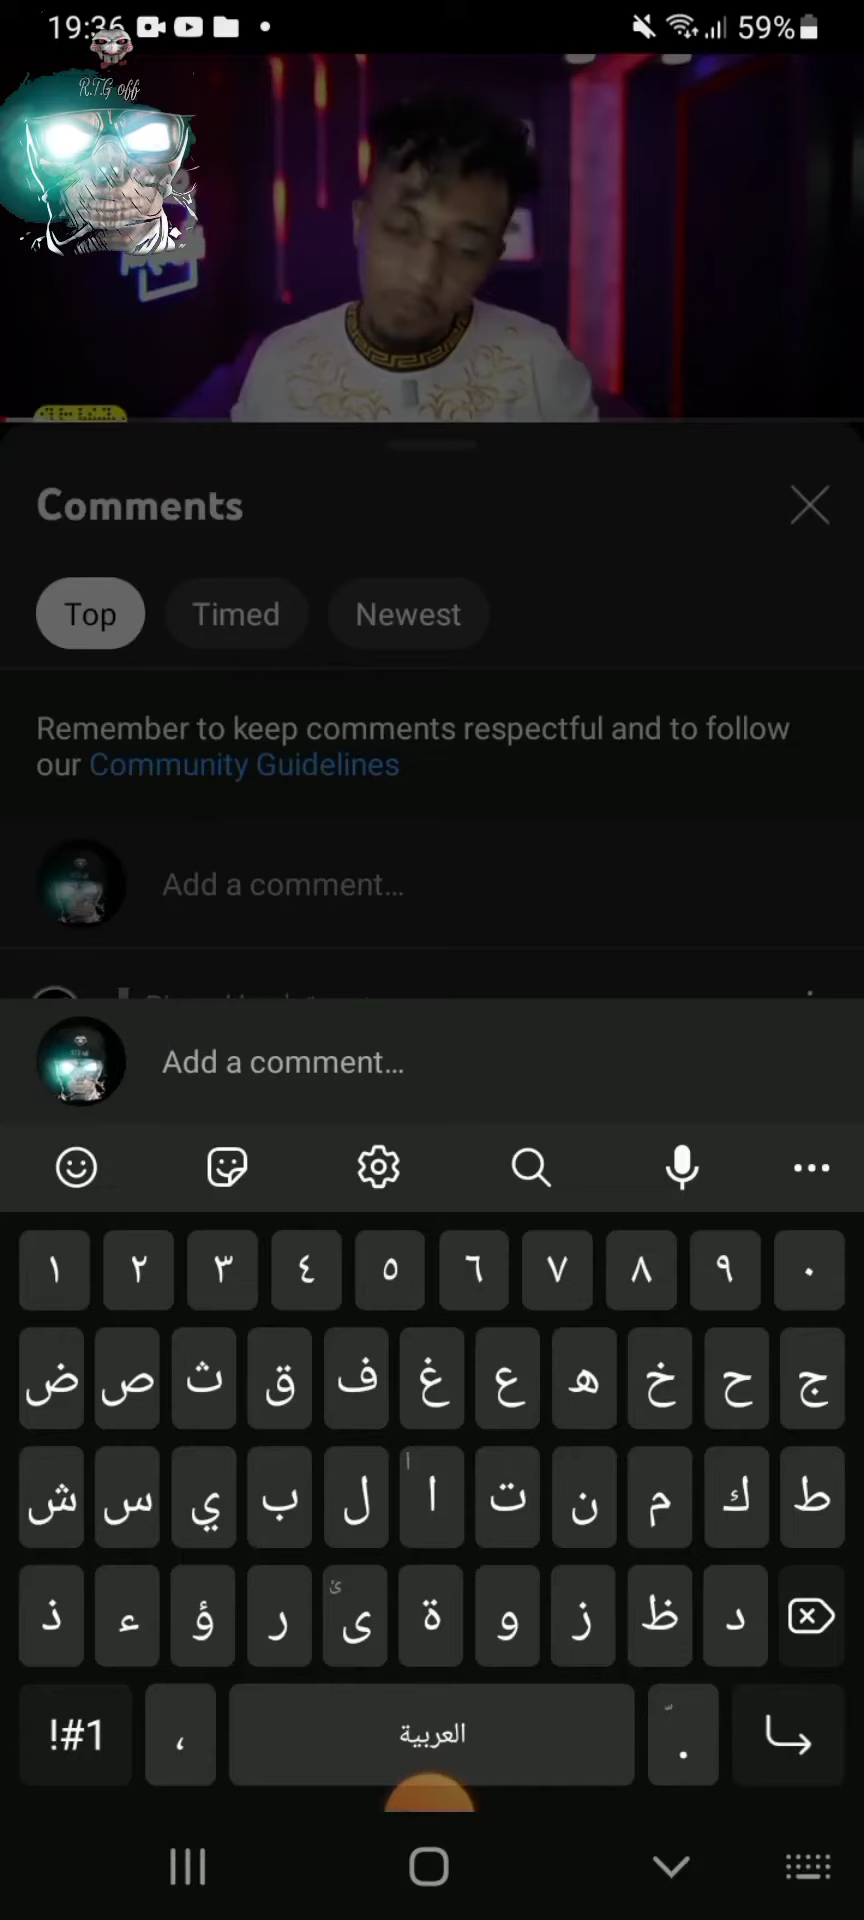 19:36
59%
R.T.G off
Comments
Top
Timed
Newest
Remember to keep comments respectful and to follow
our Community Guidelines
Add a comment...
Add a comment...
١ ٢ ٣ ٤ ٥ ٦ ٧ ٨ ٩ ٠
ض ص ث ق ف غ ع ه خ ح ج
ش س ي ب ل ا أ ت ن م ك ط
ذ ء ؤ ر ى ئ ة و ز ظ د
!#1 ، العربية .